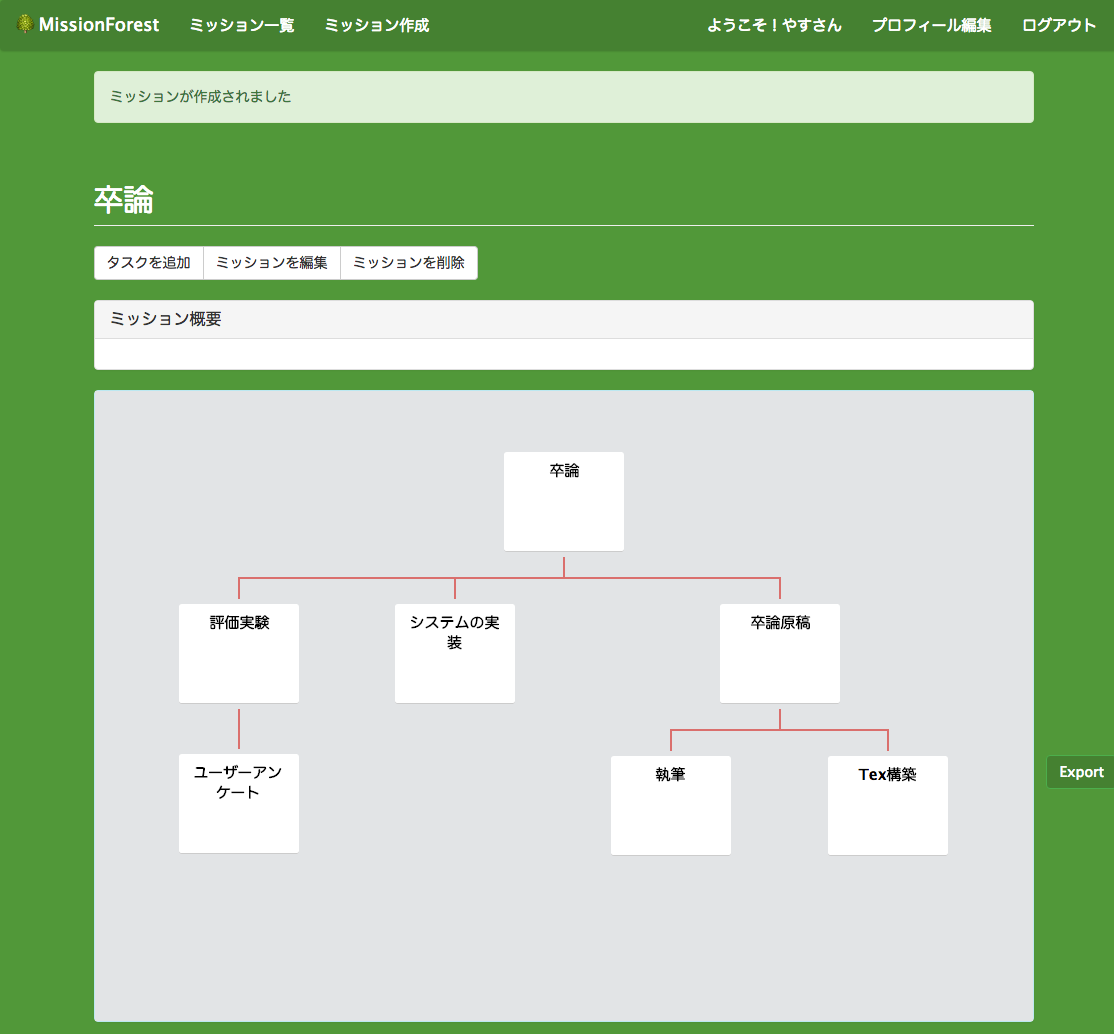 MissionForest ミッション一覧 ミッション作成 ようこそ！やすさん プロフィール編集 ログアウト
ミッションが作成されました
卒論
タスクを追加 ミッションを編集 ミッションを削除
ミッション概要
卒論
評価実験
システムの実
装
卒論原稿
ユーザーアン
ケート
執筆
Tex構築
Export